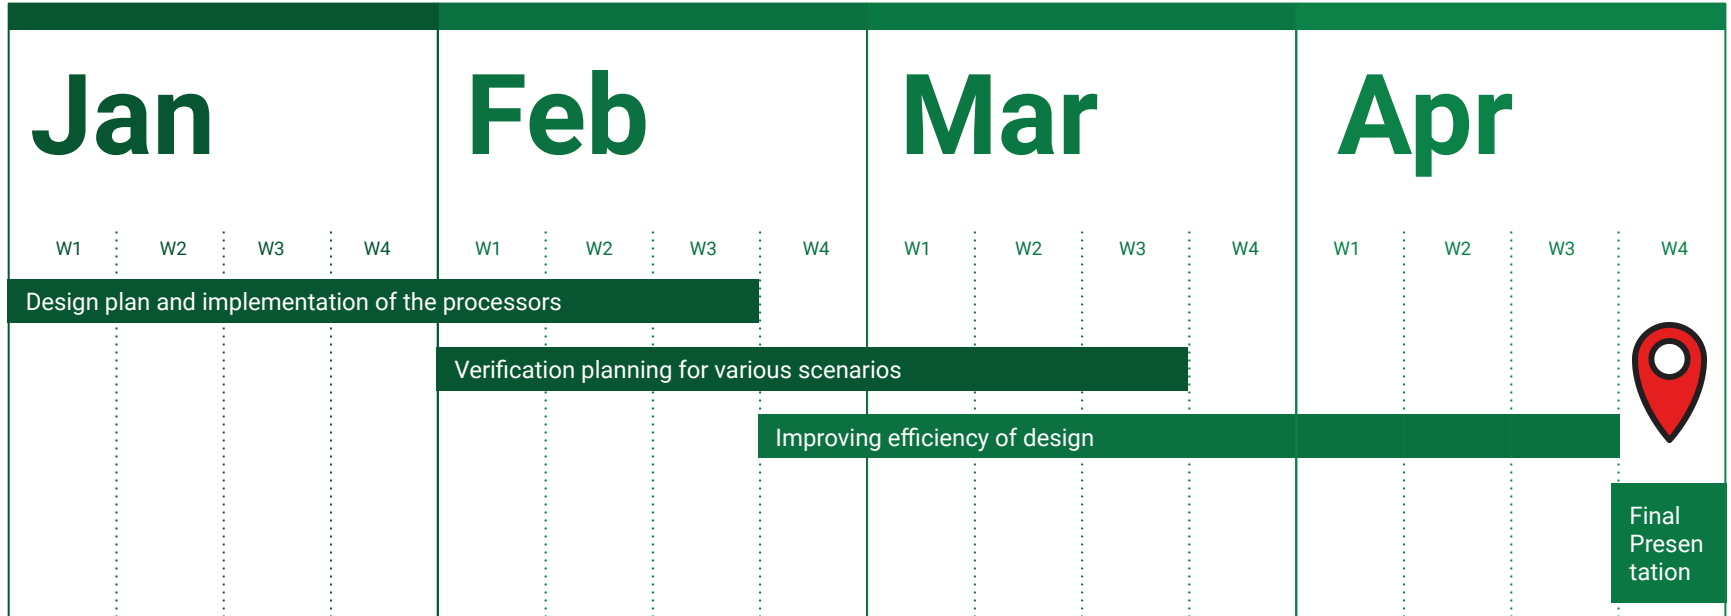 Jan Feb Mar Apr
W1 W2 W3 W4 W1 W2 W3 W4 W1 W2 W3 W4 W1 W2 W3 W4
Design plan and implementation of the processors
Verification planning for various scenarios
Improving efficiency of design
Final
Presen
tation